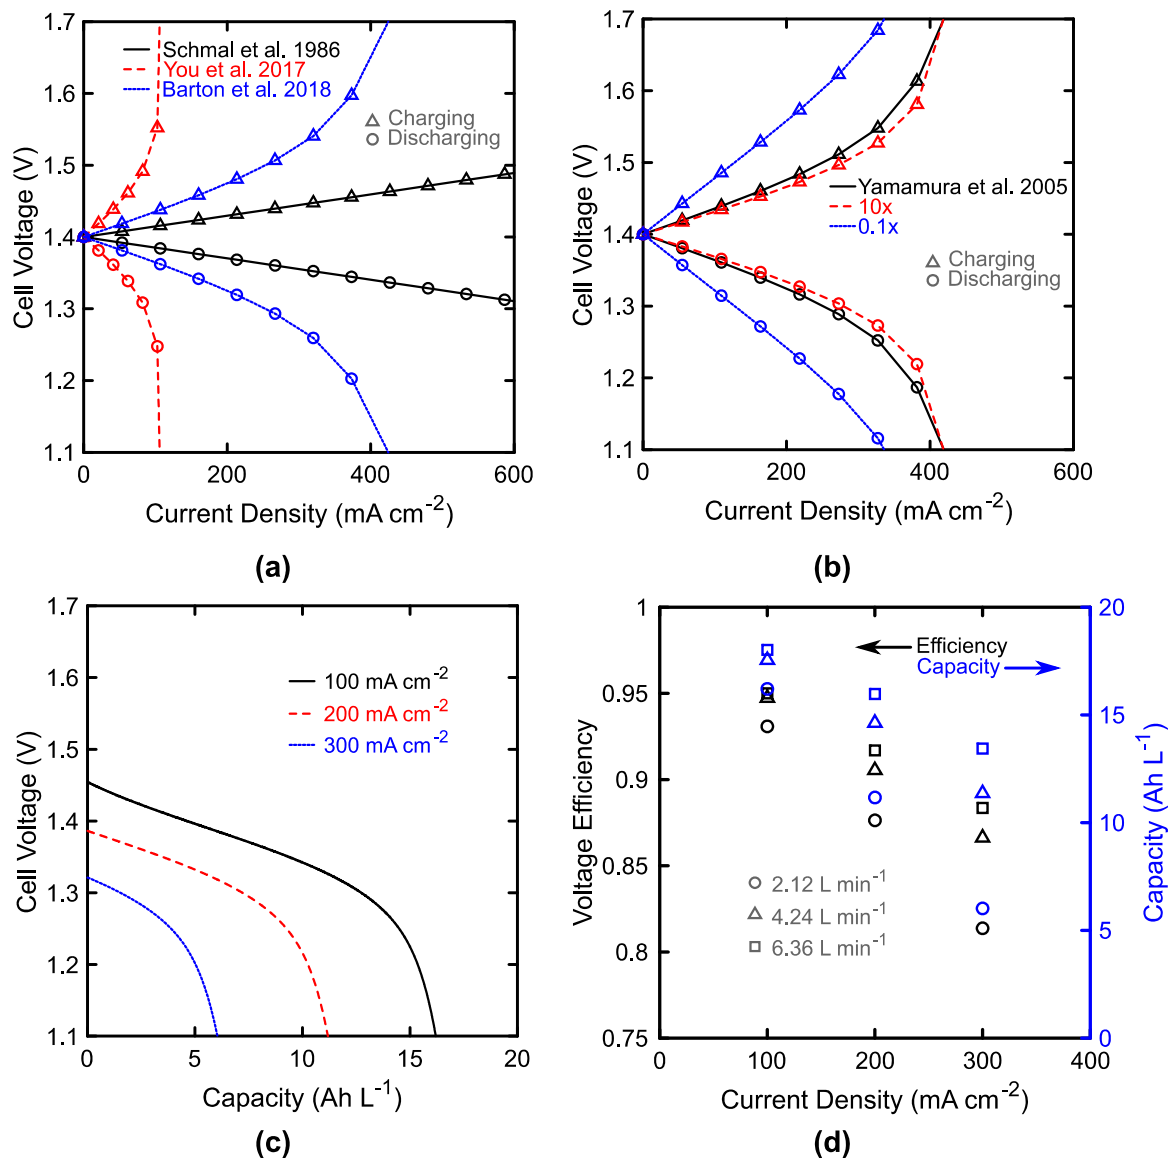 1.7
1.6
1.5
1.4
1.3
1.2
1.1
0
200
400
600
Cell Voltage (V)
Current Density (mA cm⁻²)
Schmal et al. 1986
You et al. 2017
Barton et al. 2018
Charging
Discharging
(a)
1.7
1.6
1.5
1.4
1.3
1.2
1.1
0
200
400
600
Cell Voltage (V)
Current Density (mA cm⁻²)
Yamamura et al. 2005
10x
0.1x
Charging
Discharging
(b)
1.7
1.6
1.5
1.4
1.3
1.2
1.1
0
5
10
15
20
Cell Voltage (V)
Capacity (Ah L⁻¹)
100 mA cm⁻²
200 mA cm⁻²
300 mA cm⁻²
(c)
1
0.95
0.9
0.85
0.8
0.75
0
100
200
300
400
Voltage Efficiency
Current Density (mA cm⁻²)
Efficiency
Capacity
2.12 L min⁻¹
4.24 L min⁻¹
6.36 L min⁻¹
20
15
10
5
0
Capacity (Ah L⁻¹)
(d)